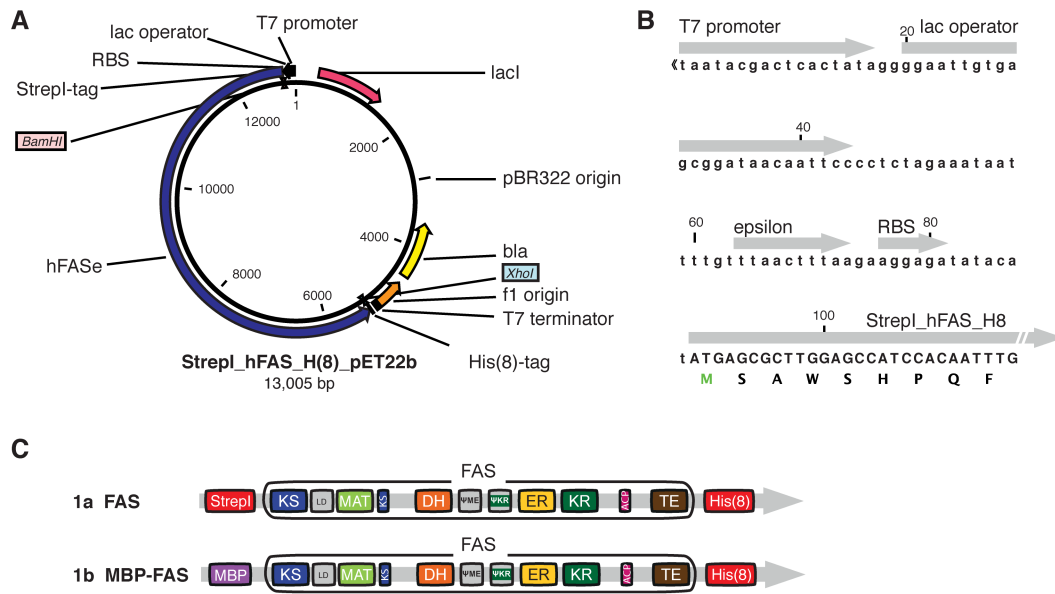 A
T7 promoter
lac operator
RBS
StrepI-tag
BamHI
lacI
1
12000
2000
pBR322 origin
10000
4000
bla
XhoI
hFASe
8000
6000
f1 origin
T7 terminator
His(8)-tag
StrepI_hFAS_H(8)_pET22b
13,005 bp
B
T7 promoter
20 lac operator
taatacgactcactataggggaattgtga
40
gcggataacaattcccctctagaaataat
60 epsilon RBS 80
tttgtttaactttaagaaggagatataca
100 StrepI_hFAS_H8
tATGAGCGCTTGGAGCCATCCACAATTTG
M S A W S H P Q F
C
FAS
1a FAS StrepI KS LD MAT KS DH ΨME ΨKR ER KR ACP TE His(8)
FAS
1b MBP-FAS MBP KS LD MAT KS DH ΨME ΨKR ER KR ACP TE His(8)